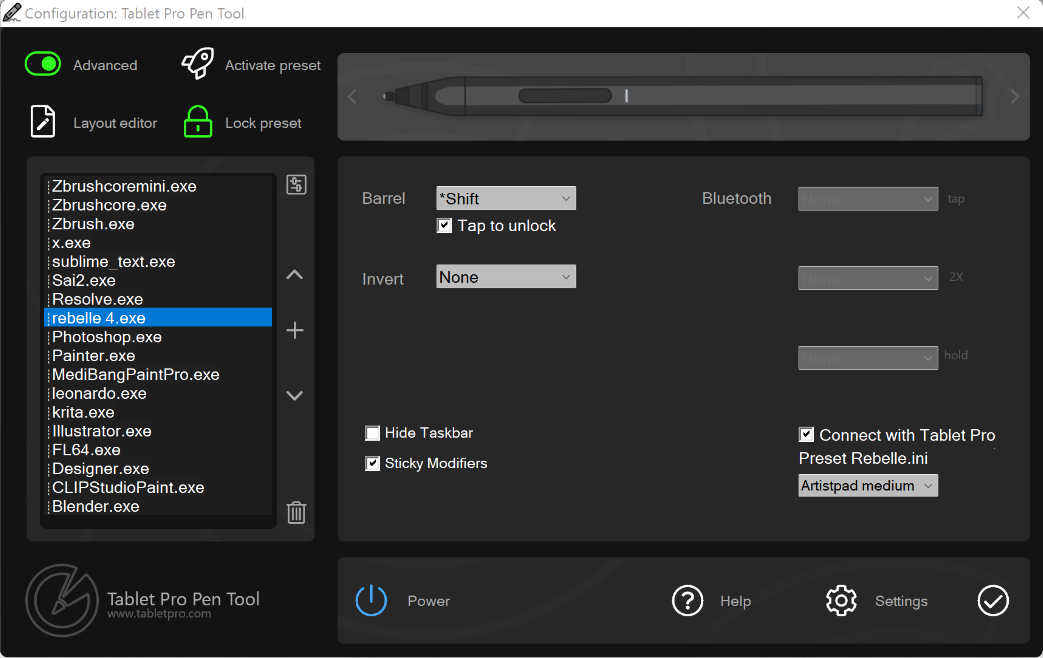 Configuration: Tablet Pro Pen Tool
Advanced
Activate preset
Layout editor
Lock preset
Zbrushcoremini.exe
Zbrushcore.exe
Zbrush.exe
x.exe
sublime_text.exe
Sai2.exe
Resolve.exe
rebelle 4.exe
Photoshop.exe
Painter.exe
MediBangPaintPro.exe
leonardo.exe
krita.exe
Illustrator.exe
FL64.exe
Designer.exe
CLIPStudioPaint.exe
Blender.exe
Barrel
*Shift
Tap to unlock
Invert
None
Bluetooth
None
tap
None
2X
None
hold
Hide Taskbar
Sticky Modifiers
Connect with Tablet Pro
Preset Rebelle.ini
Artistpad medium
Tablet Pro Pen Tool
www.tabletpro.com
Power
Help
Settings